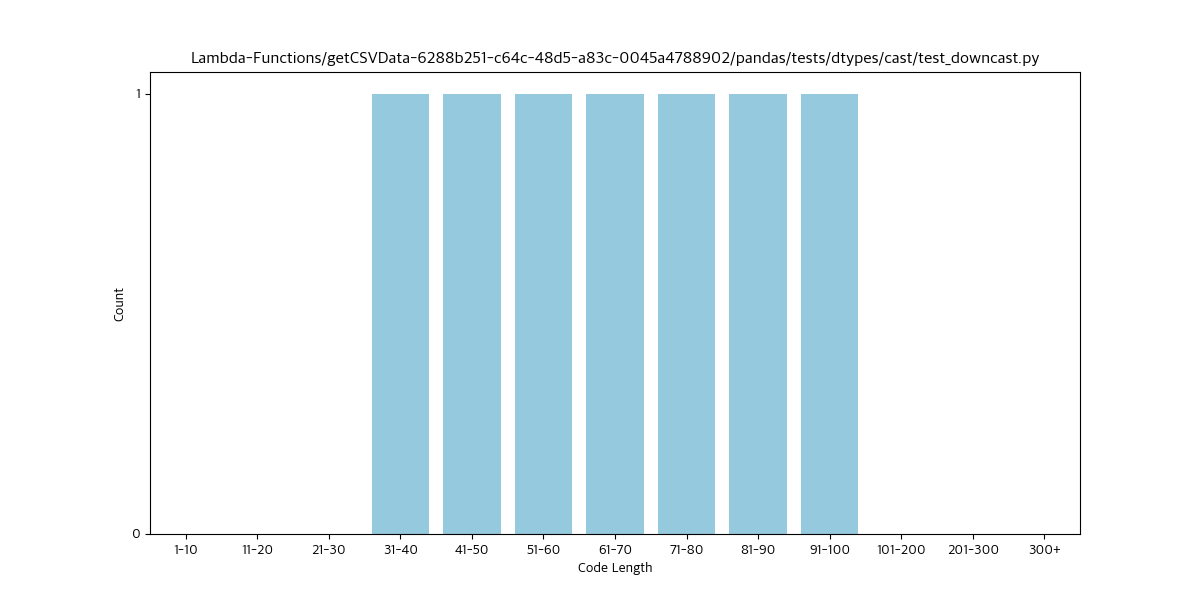 Lambda-Functions/getCSVData-6288b251-c64c-48d5-a83c-0045a4788902/pandas/tests/dtypes/cast/test_downcast.py
1
Count
0
1-10 11-20 21-30 31-40 41-50 51-60 61-70 71-80 81-90 91-100 101-200 201-300 300+
Code Length